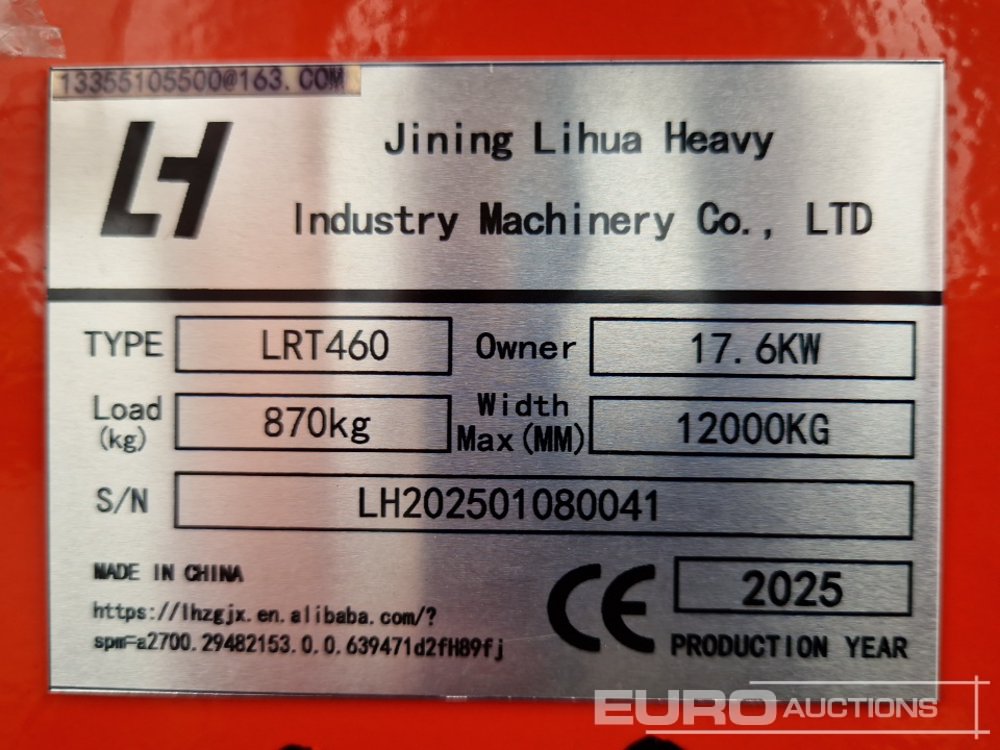 13355105500@163.COM
LH
Jining Lihua Heavy
Industry Machinery Co., LTD
TYPE LRT460 Owner 17.6KW
Load (kg) 870kg Width Max(MM) 12000KG
S/N LH202501080041
MADE IN CHINA
https://lhzgjx.en.alibaba.com/?
spm=a2700.29482153.0.0.639471d2fH89fj
CE 2025
PRODUCTION YEAR
EURO AUCTIONS